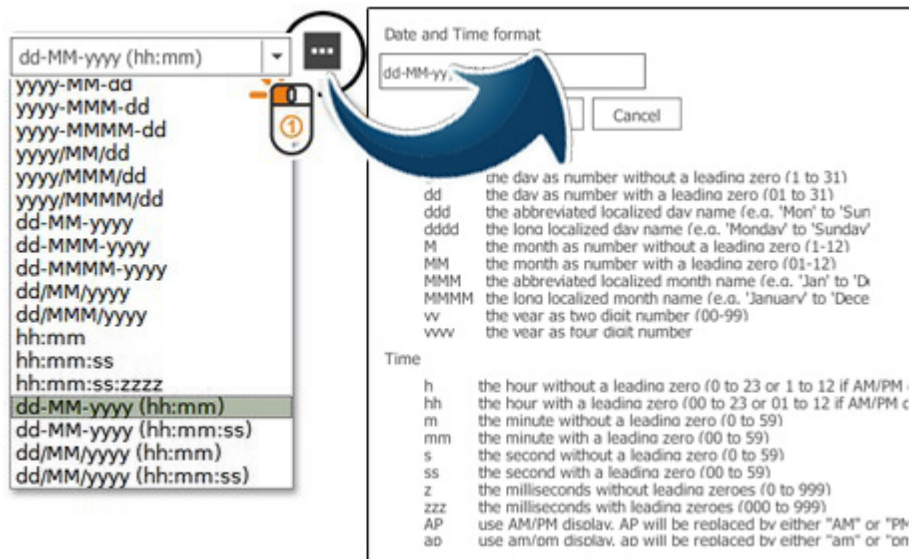 dd-MM-yyyy (hh:mm)
yyyy-MM-dd
yyyy-MMM-dd
yyyy-MMMM-dd
yyyy/MM/dd
yyyy/MMM/dd
yyyy/MMMM/dd
dd-MM-yyyy
dd-MMM-yyyy
dd-MMMM-yyyy
dd/MM/yyyy
dd/MMM/yyyy
hh:mm
hh:mm:ss
hh:mm:ss:zzzz
dd-MM-yyyy (hh:mm)
dd-MM-yyyy (hh:mm:ss)
dd/MM/yyyy (hh:mm)
dd/MM/yyyy (hh:mm:ss)
1
Date and Time format
dd-MM-yy
Cancel
the day as number without a leading zero (1 to 31)
dd the day as number with a leading zero (01 to 31)
ddd the abbreviated localized day name (e.g. 'Mon' to 'Sun
dddd the long localized day name (e.g. 'Monday' to 'Sunday'
M the month as number without a leading zero (1-12)
MM the month as number with a leading zero (01-12)
MMM the abbreviated localized month name (e.g. 'Jan' to 'De
MMMM the long localized month name (e.g. 'January' to 'Dece
yy the year as two digit number (00-99)
yyyy the year as four digit number
Time
h the hour without a leading zero (0 to 23 or 1 to 12 if AM/PM
hh the hour with a leading zero (00 to 23 or 01 to 12 if AM/PM d
m the minute without a leading zero (0 to 59)
mm the minute with a leading zero (00 to 59)
s the second without a leading zero (0 to 59)
ss the second with a leading zero (00 to 59)
z the milliseconds without leading zeroes (0 to 999)
zzz the milliseconds with leading zeroes (000 to 999)
AP use AM/PM display. AP will be replaced by either "AM" or "PM
ap use am/pm display. ap will be replaced by either "am" or "pm